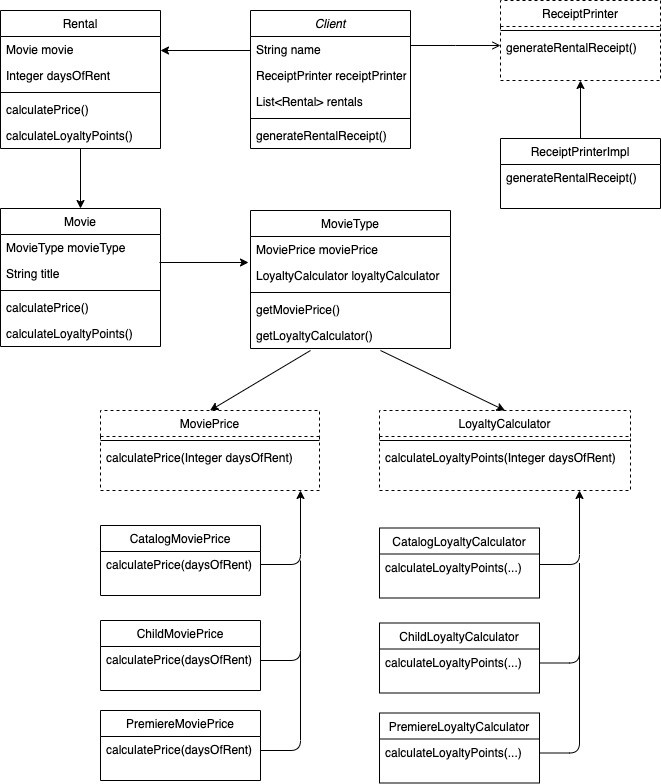 Rental
Movie movie
Integer daysOfRent
calculatePrice()
calculateLoyaltyPoints()
Client
String name
ReceiptPrinter receiptPrinter
List<Rental> rentals
generateRentalReceipt()
ReceiptPrinter
generateRentalReceipt()
ReceiptPrinterImpl
generateRentalReceipt()
Movie
MovieType movieType
String title
calculatePrice()
calculateLoyaltyPoints()
MovieType
MoviePrice moviePrice
LoyaltyCalculator loyaltyCalculator
getMoviePrice()
getLoyaltyCalculator()
MoviePrice
calculatePrice(Integer daysOfRent)
LoyaltyCalculator
calculateLoyaltyPoints(Integer daysOfRent)
CatalogMoviePrice
calculatePrice(daysOfRent)
CatalogLoyaltyCalculator
calculateLoyaltyPoints(...)
ChildMoviePrice
calculatePrice(daysOfRent)
ChildLoyaltyCalculator
calculateLoyaltyPoints(...)
PremiereMoviePrice
calculatePrice(daysOfRent)
PremiereLoyaltyCalculator
calculateLoyaltyPoints(...)